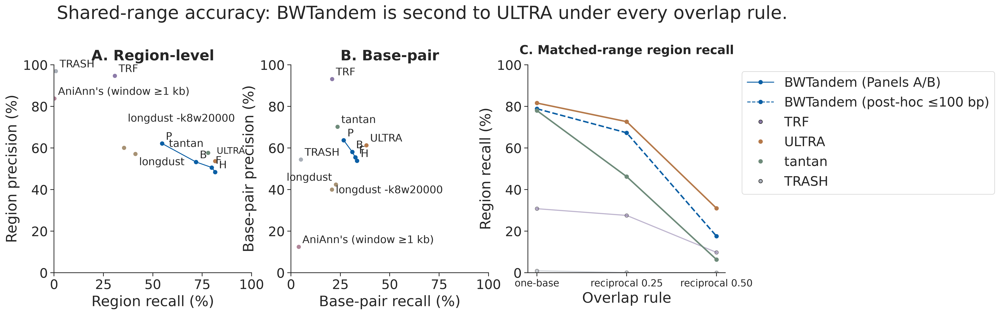 Shared-range accuracy: BWTandem is second to ULTRA under every overlap rule.
A. Region-level
Region precision (%)
100
80
60
40
20
0
TRASH
TRF
AniAnn's (window ≥1 kb)
longdust -k8w20000
P
tantan
ULTRA
B
F
longdust
H
0 25 50 75 100
Region recall (%)
B. Base-pair
Base-pair precision (%)
100
80
60
40
20
0
TRF
tantan
P
ULTRA
B
F
TRASH
H
longdust
longdust -k8w20000
AniAnn's (window ≥1 kb)
0 25 50 75 100
Base-pair recall (%)
C. Matched-range region recall
Region recall (%)
100
80
60
40
20
0
one-base reciprocal 0.25 reciprocal 0.50
Overlap rule
BWTandem (Panels A/B)
BWTandem (post-hoc ≤100 bp)
TRF
ULTRA
tantan
TRASH